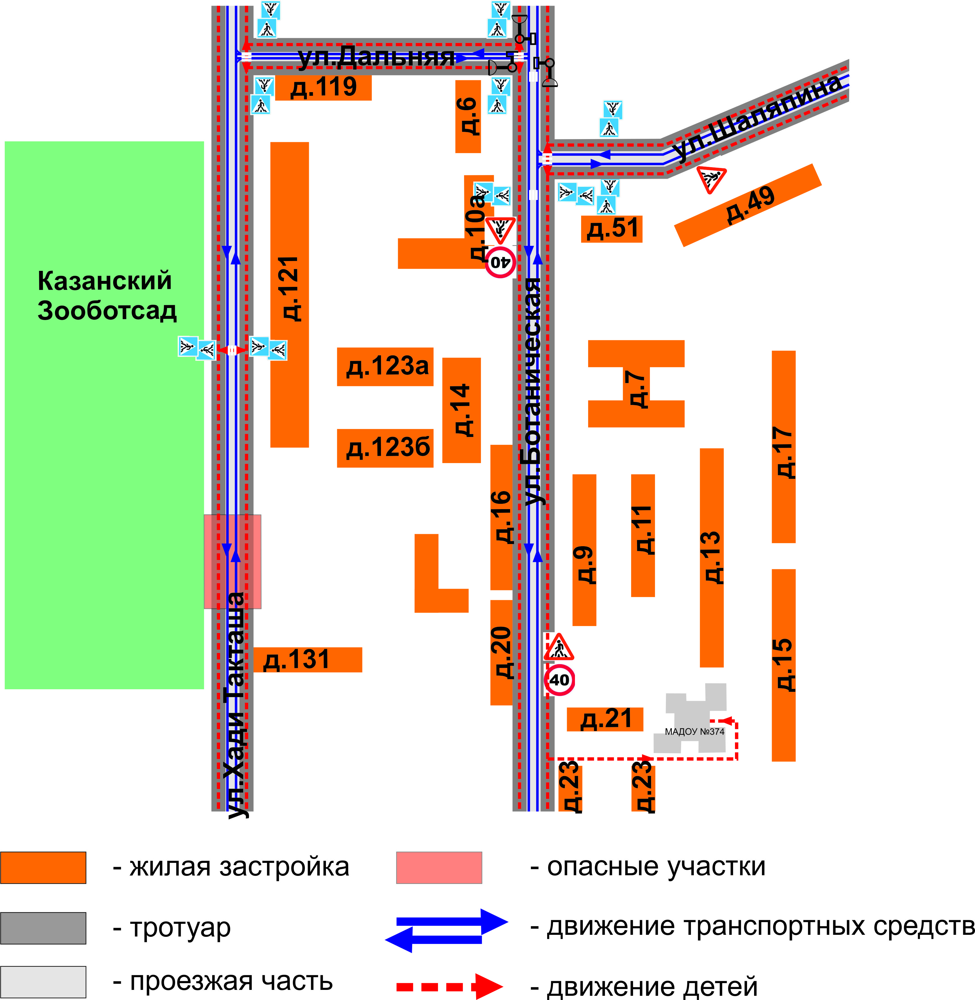 ул.Дальняя
д.119
д.6
ул.Шаляпина
д.10а
40
д.51
д.49
д.121
Казанский
Зооботсад
ул.Ботаническая
д.123а
д.14
д.7
д.123б
д.17
д.16
д.9
д.11
д.13
ул.Хади Такташа
д.131
д.20
40
д.15
д.21
МАДОУ №374
д.23
д.23
- жилая застройка
- опасные участки
- тротуар
- движение транспортных средств
- проезжая часть
- движение детей